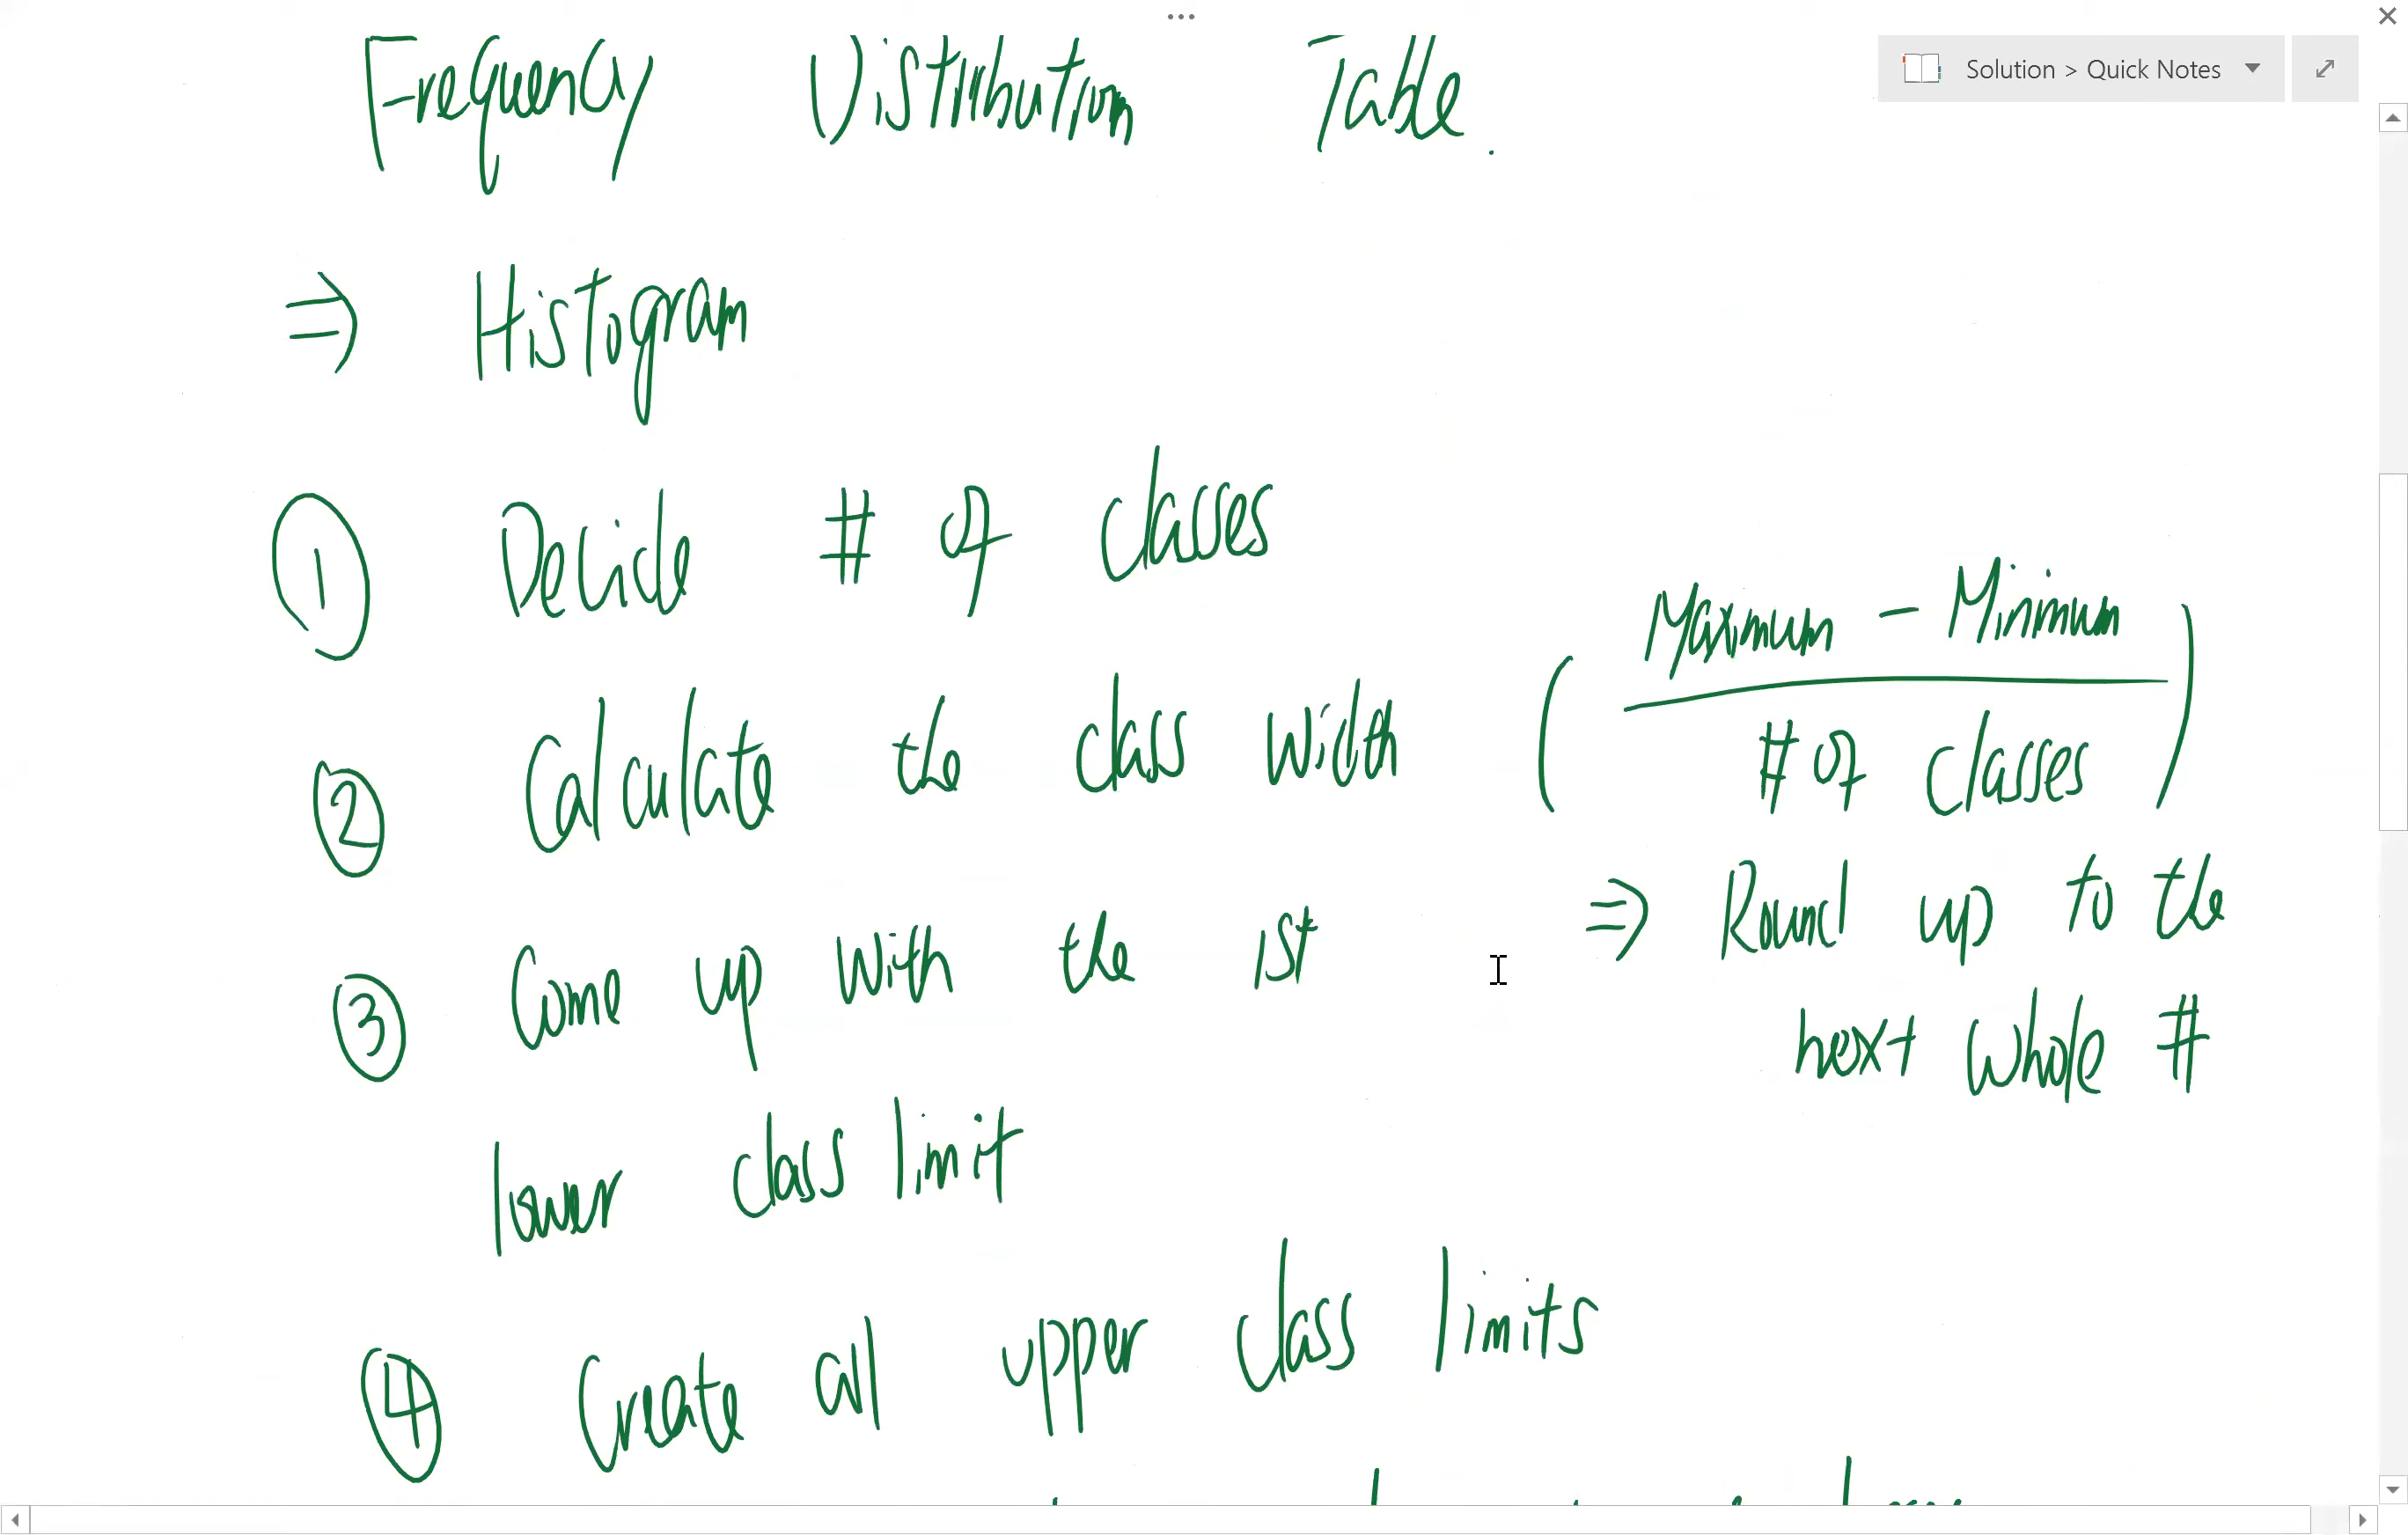 Solution > Quick Notes
Frequency Distribution Table.
⇒ Histogram
① Decide # of classes
② Calculate the class width ( Maximum - Minimum
# of classes )
⇒ Round up to the
next whole #
③ Come up with the 1st
lower class limit
④ Create all upper class limits